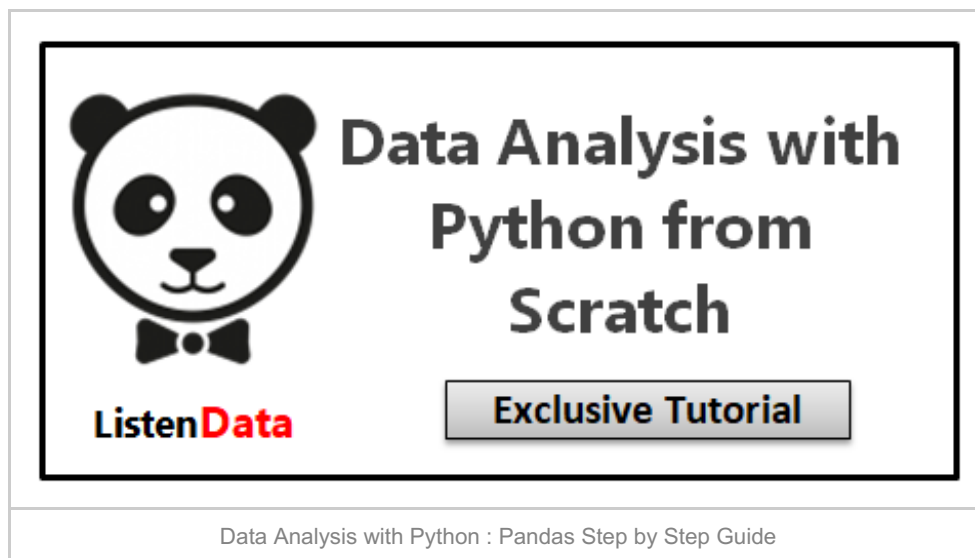 Data Analysis with
Python from
Scratch
ListenData
Exclusive Tutorial
Data Analysis with Python : Pandas Step by Step Guide